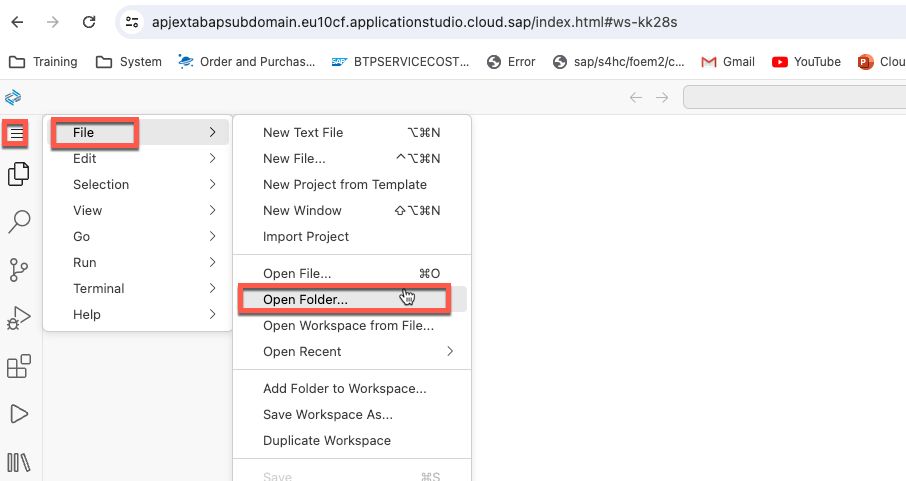 apjextabapsubdomain.eu10cf.applicationstudio.cloud.sap/index.html#ws-kk28s
Training System Order and Purchas... SAP BTPSERVICECOST... Error sap/s4hc/foem2/c... Gmail YouTube Clou
File
Edit
Selection
View
Go
Run
Terminal
Help
New Text File ⌥⌘N
New File... ^⌥⌘N
New Project from Template
New Window ⇧⌥⌘N
Import Project
Open File... ⌘O
Open Folder...
Open Workspace from File...
Open Recent
Add Folder to Workspace...
Save Workspace As...
Duplicate Workspace
Save ⌘S